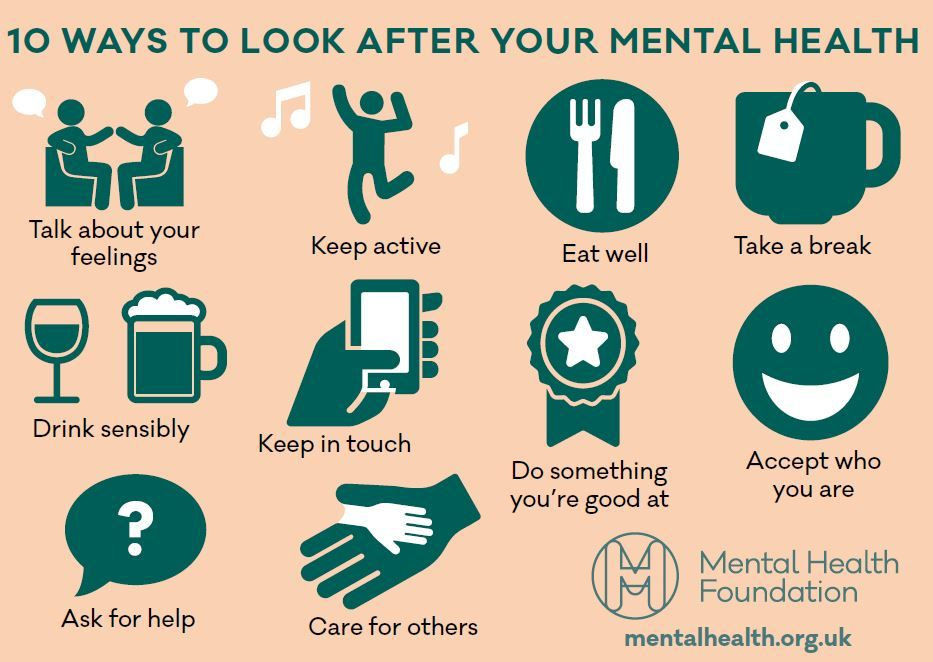 10 WAYS TO LOOK AFTER YOUR MENTAL HEALTH
Talk about your
feelings
Keep active
Eat well
Take a break
Drink sensibly
Keep in touch
Do something
you're good at
Accept who
you are
?
Ask for help
Care for others
Mental Health
Foundation
mentalhealth.org.uk